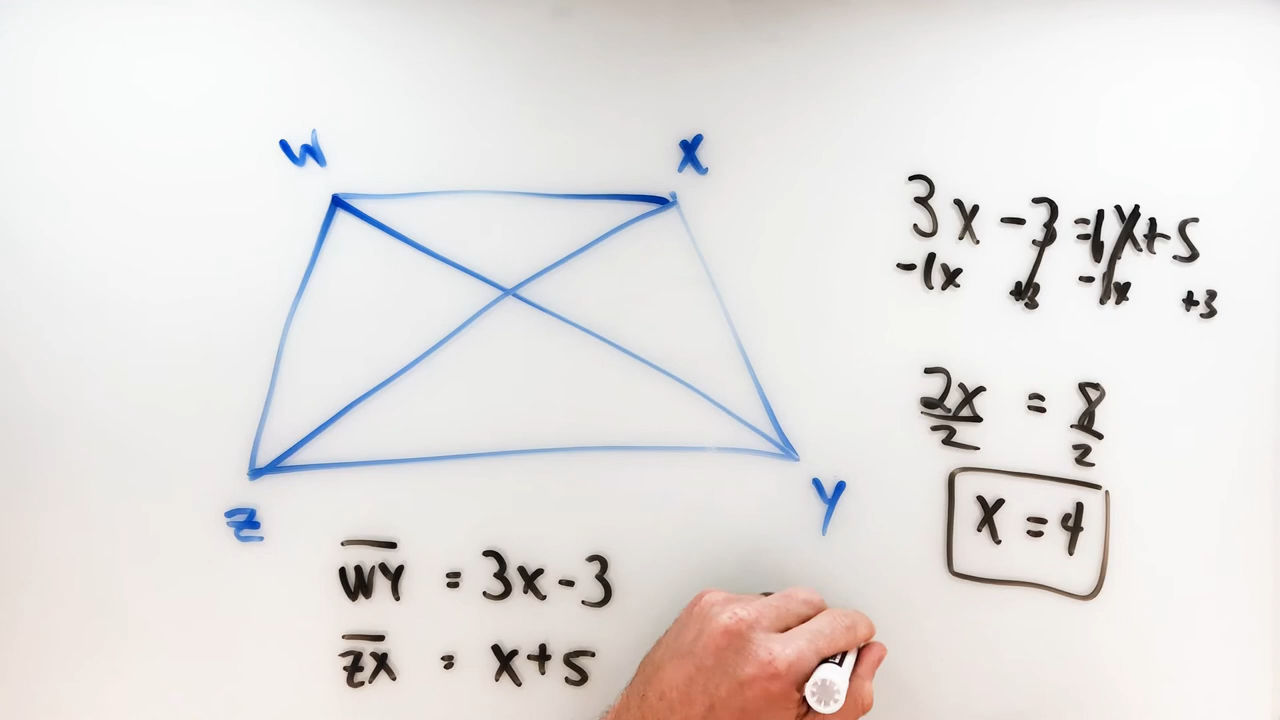 W X
3x - 3 = 1x + 5
-1x +3 -1x +3
2x/2 = 8/2
x = 4
Z Y
WY = 3x - 3
ZX = x + 5